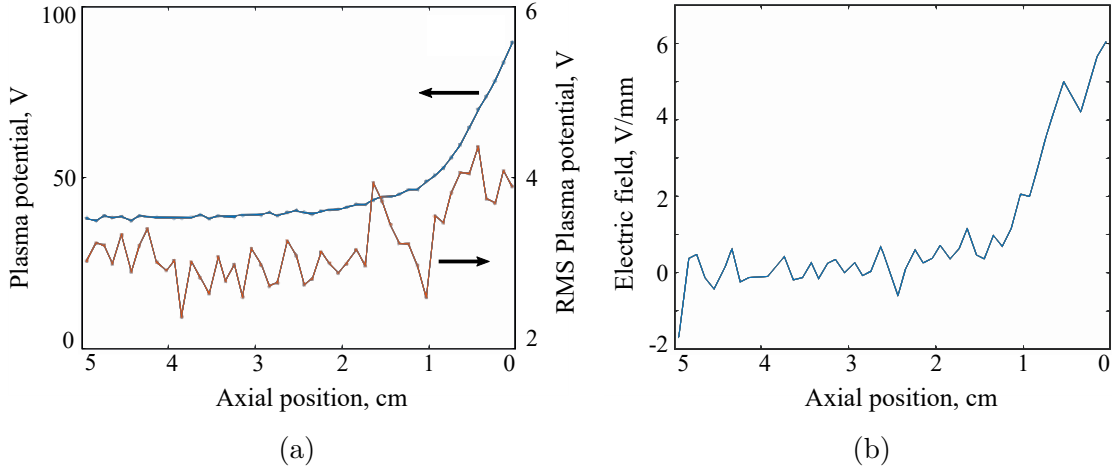 100
50
0
Plasma potential, V
6
4
2
RMS Plasma potential, V
5 4 3 2 1 0
Axial position, cm
(a)
6
4
2
0
-2
Electric field, V/mm
5 4 3 2 1 0
Axial position, cm
(b)